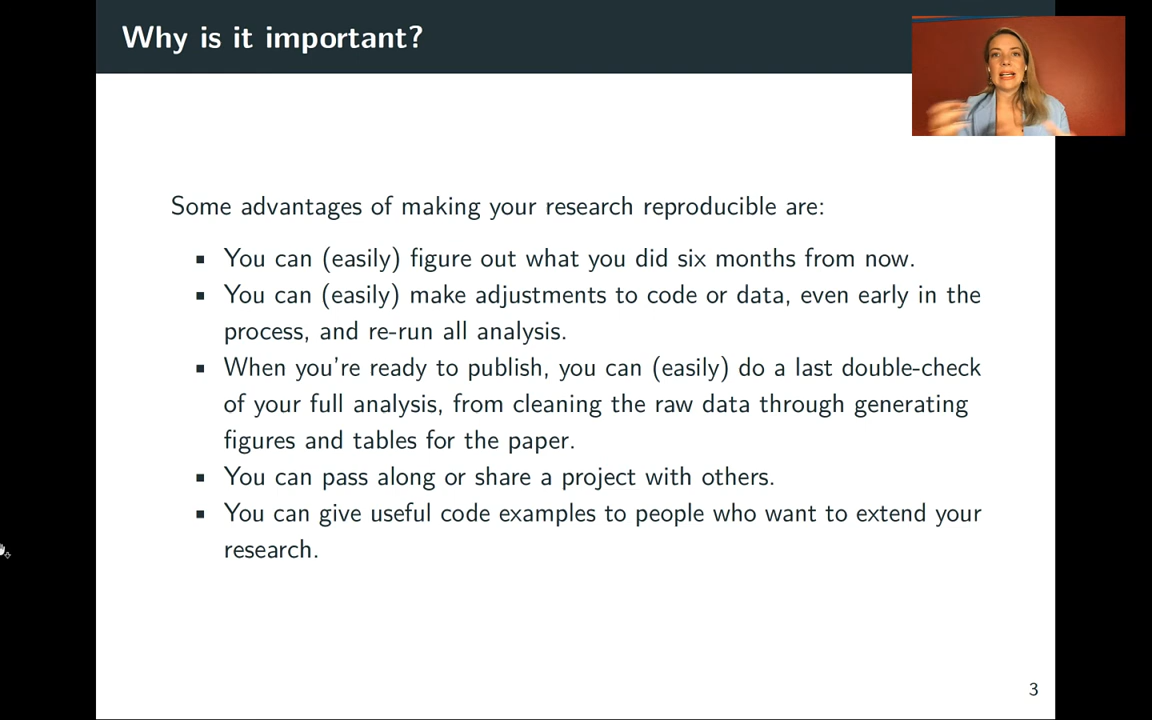 Why is it important?
Some advantages of making your research reproducible are:
▪ You can (easily) figure out what you did six months from now.
▪ You can (easily) make adjustments to code or data, even early in the
process, and re-run all analysis.
▪ When you're ready to publish, you can (easily) do a last double-check
of your full analysis, from cleaning the raw data through generating
figures and tables for the paper.
▪ You can pass along or share a project with others.
▪ You can give useful code examples to people who want to extend your
research.
3